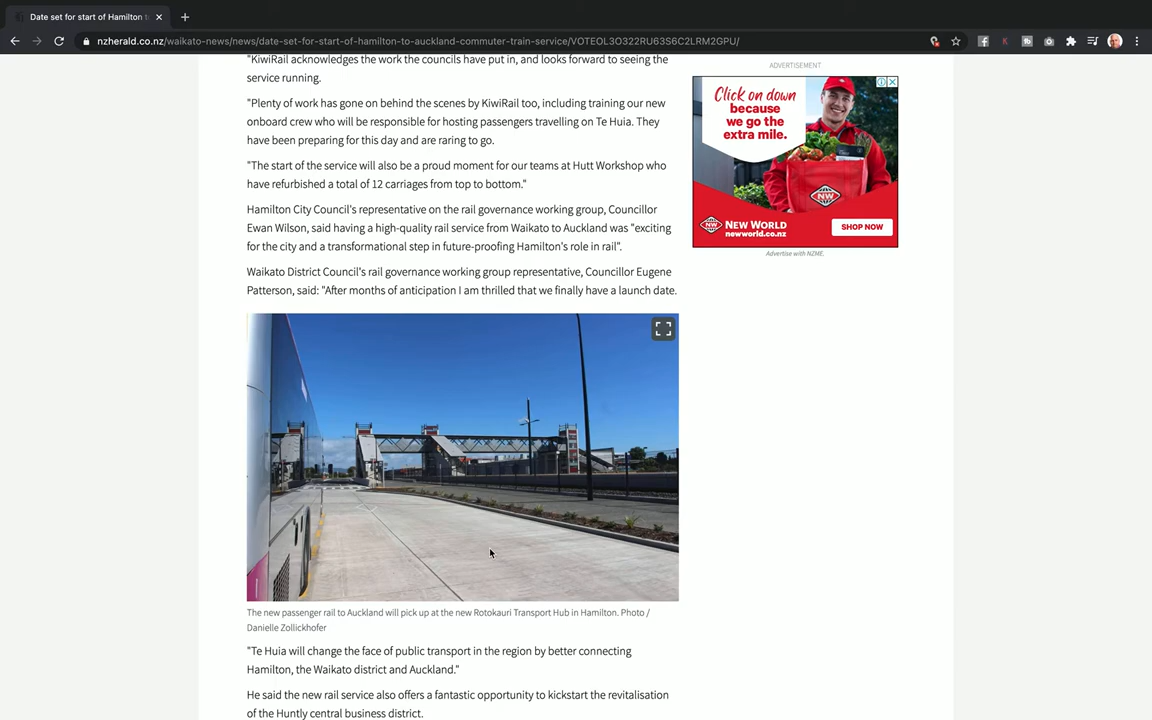 Date set for start of Hamilton to
nzherald.co.nz/waikato-news/news/date-set-for-start-of-hamilton-to-auckland-commuter-train-service/VOTEOL3O322RU63S6C2LRM2GPU/
"KiwiRail acknowledges the work the councils have put in, and looks forward to seeing the
service running.
"Plenty of work has gone on behind the scenes by KiwiRail too, including training our new
onboard crew who will be responsible for hosting passengers travelling on Te Huia. They
have been preparing for this day and are raring to go.
"The start of the service will also be a proud moment for our teams at Hutt Workshop who
have refurbished a total of 12 carriages from top to bottom."
Hamilton City Council's representative on the rail governance working group, Councillor
Ewan Wilson, said having a high-quality rail service from Waikato to Auckland was "exciting
for the city and a transformational step in future-proofing Hamilton's role in rail".
Waikato District Council's rail governance working group representative, Councillor Eugene
Patterson, said: "After months of anticipation I am thrilled that we finally have a launch date.
The new passenger rail to Auckland will pick up at the new Rotokauri Transport Hub in Hamilton. Photo /
Danielle Zollickhofer
"Te Huia will change the face of public transport in the region by better connecting
Hamilton, the Waikato district and Auckland."
He said the new rail service also offers a fantastic opportunity to kickstart the revitalisation
of the Huntly central business district.
ADVERTISEMENT
Click on down
because
we go the
extra mile.
NW
NW
NEW WORLD
newworld.co.nz
SHOP NOW
Advertise with NZME.